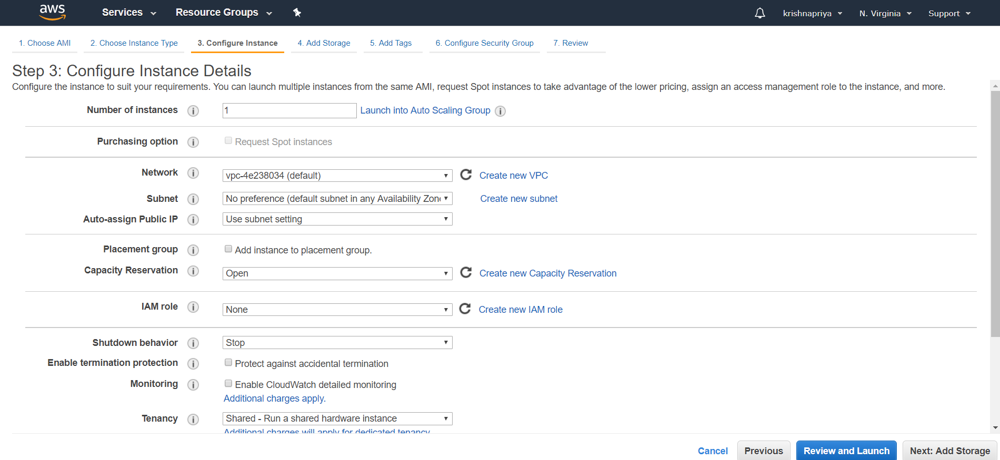 aws Services Resource Groups krishnapriya N. Virginia Support
1. Choose AMI 2. Choose Instance Type 3. Configure Instance 4. Add Storage 5. Add Tags 6. Configure Security Group 7. Review
Step 3: Configure Instance Details
Configure the instance to suit your requirements. You can launch multiple instances from the same AMI, request Spot instances to take advantage of the lower pricing, assign an access management role to the instance, and more.
Number of instances i 1 Launch into Auto Scaling Group i
Purchasing option i Request Spot instances
Network i vpc-4e238034 (default) Create new VPC
Subnet i No preference (default subnet in any Availability Zon Create new subnet
Auto-assign Public IP i Use subnet setting
Placement group i Add instance to placement group.
Capacity Reservation i Open Create new Capacity Reservation
IAM role i None Create new IAM role
Shutdown behavior i Stop
Enable termination protection i Protect against accidental termination
Monitoring i Enable CloudWatch detailed monitoring
Additional charges apply.
Tenancy i Shared - Run a shared hardware instance
Additional charges will apply for dedicated tenancy
Cancel Previous Review and Launch Next: Add Storage